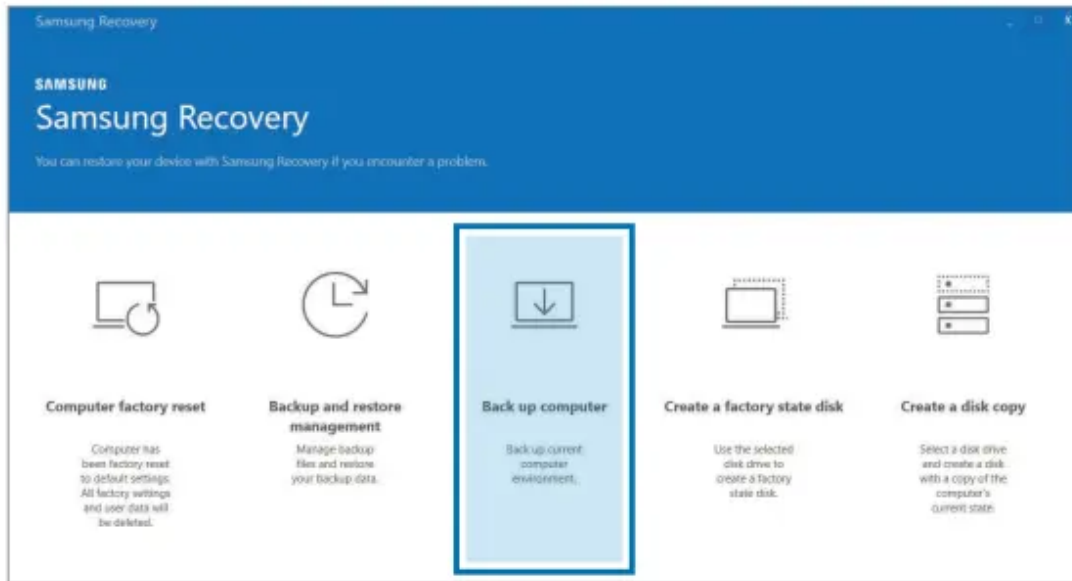 Samsung Recovery
SAMSUNG
Samsung Recovery
You can restore your device with Samsung Recovery if you encounter a problem.
Computer factory reset
Computer has
been factory reset
to default settings.
All factory settings
and user data will
be deleted.
Backup and restore
management
Manage backup
files and restore
your backup data.
Back up computer
Back up current
computer
environment.
Create a factory state disk
Use the selected
disk drive to
create a factory
state disk.
Create a disk copy
Select a disk drive
and create a disk
with a copy of the
computer's
current state.